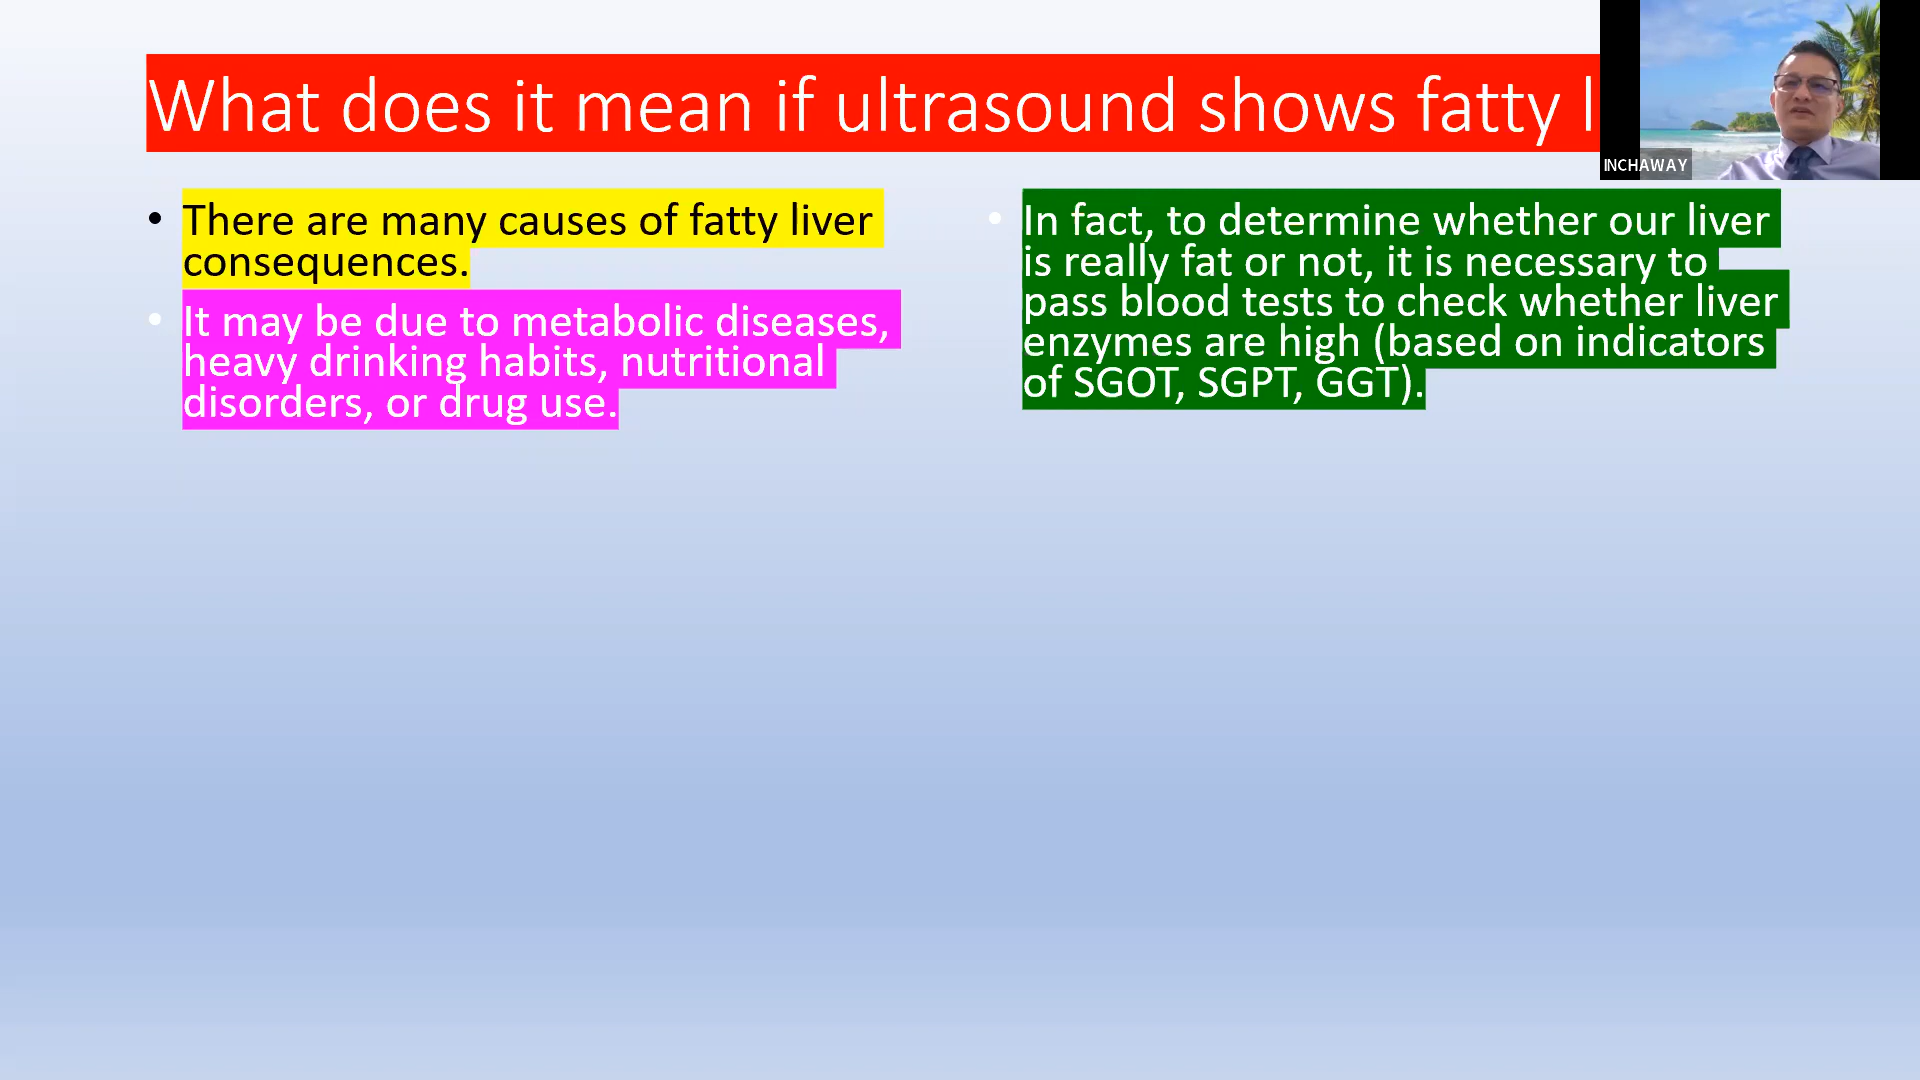 What does it mean if ultrasound shows fatty l
INCHAWAY
• There are many causes of fatty liver
consequences.
• It may be due to metabolic diseases,
heavy drinking habits, nutritional
disorders, or drug use.
• In fact, to determine whether our liver
is really fat or not, it is necessary to
pass blood tests to check whether liver
enzymes are high (based on indicators
of SGOT, SGPT, GGT).